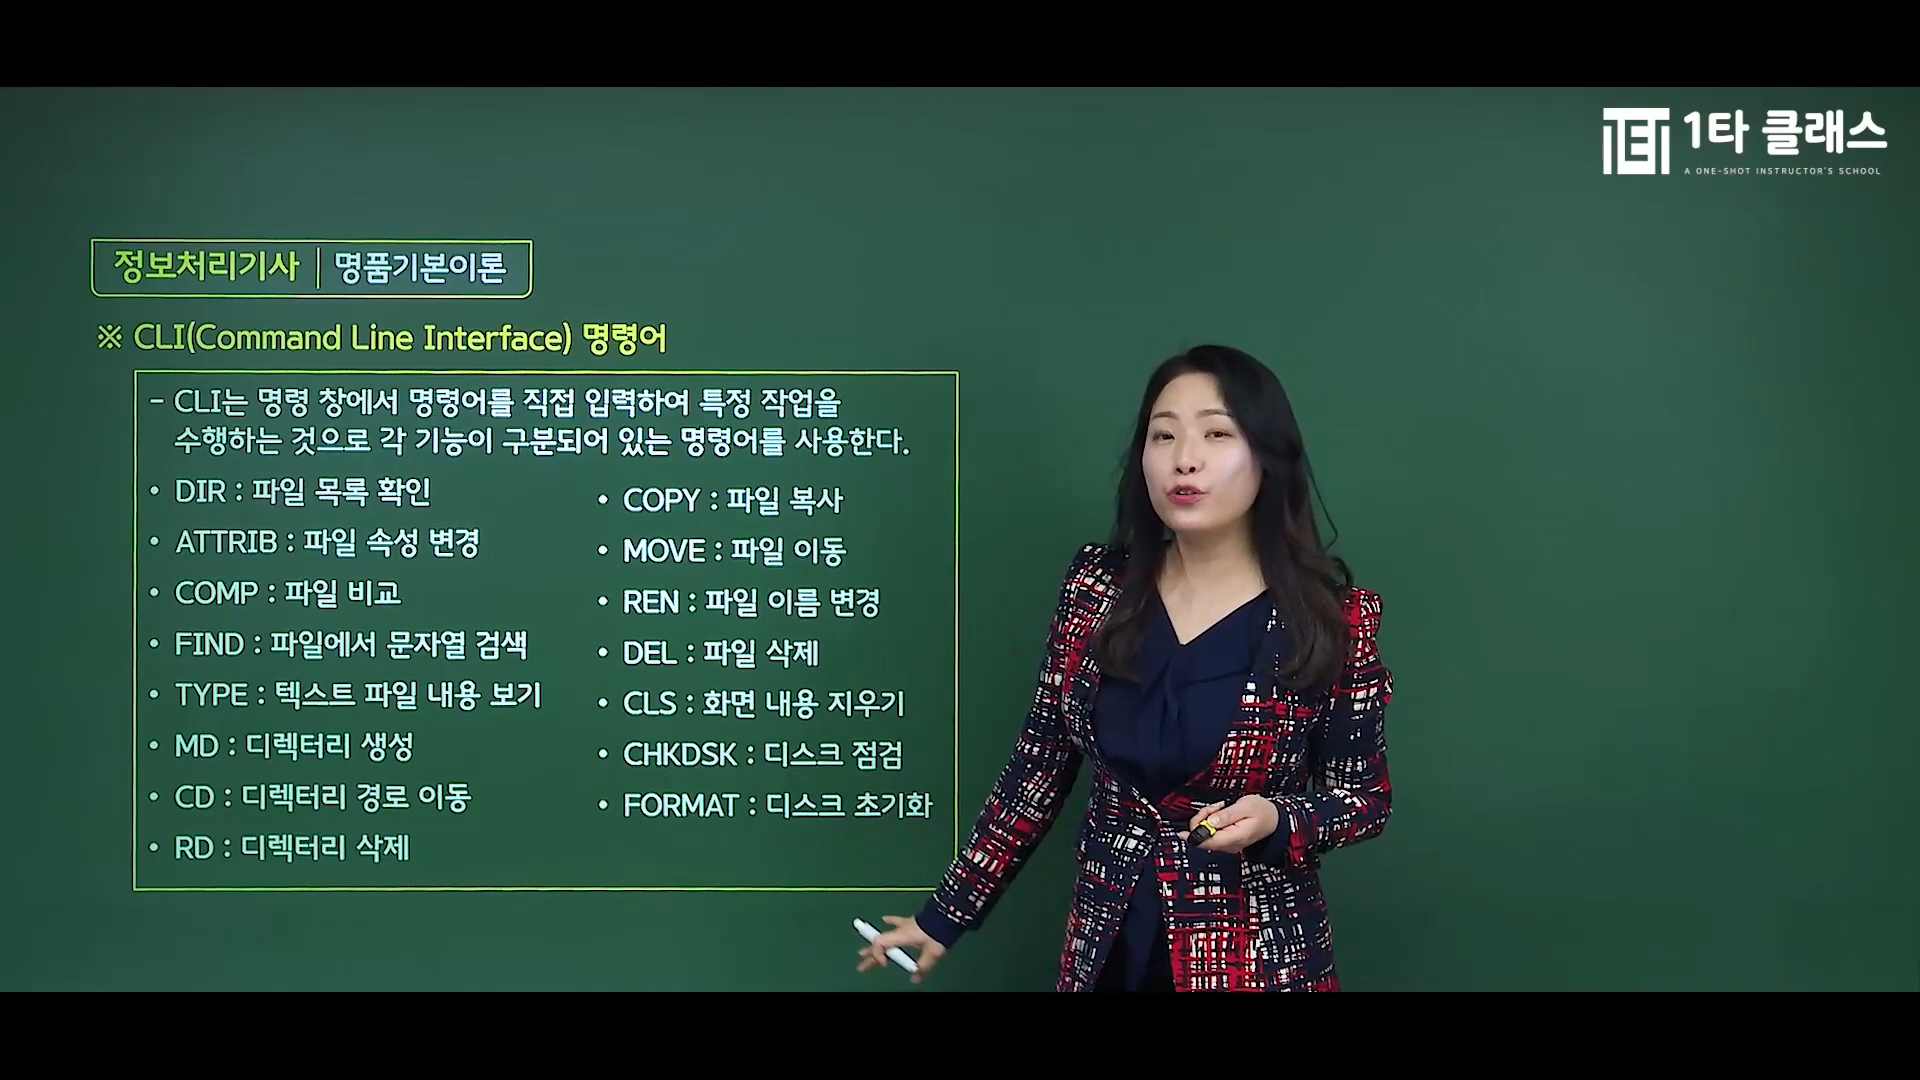 1타 클래스
A ONE-SHOT INSTRUCTOR'S SCHOOL
정보처리기사 | 명품기본이론
※ CLI(Command Line Interface) 명령어
- CLI는 명령 창에서 명령어를 직접 입력하여 특정 작업을
수행하는 것으로 각 기능이 구분되어 있는 명령어를 사용한다.
• DIR : 파일 목록 확인
• ATTRIB : 파일 속성 변경
• COMP : 파일 비교
• FIND : 파일에서 문자열 검색
• TYPE : 텍스트 파일 내용 보기
• MD : 디렉터리 생성
• CD : 디렉터리 경로 이동
• RD : 디렉터리 삭제
• COPY : 파일 복사
• MOVE : 파일 이동
• REN : 파일 이름 변경
• DEL : 파일 삭제
• CLS : 화면 내용 지우기
• CHKDSK : 디스크 점검
• FORMAT : 디스크 초기화